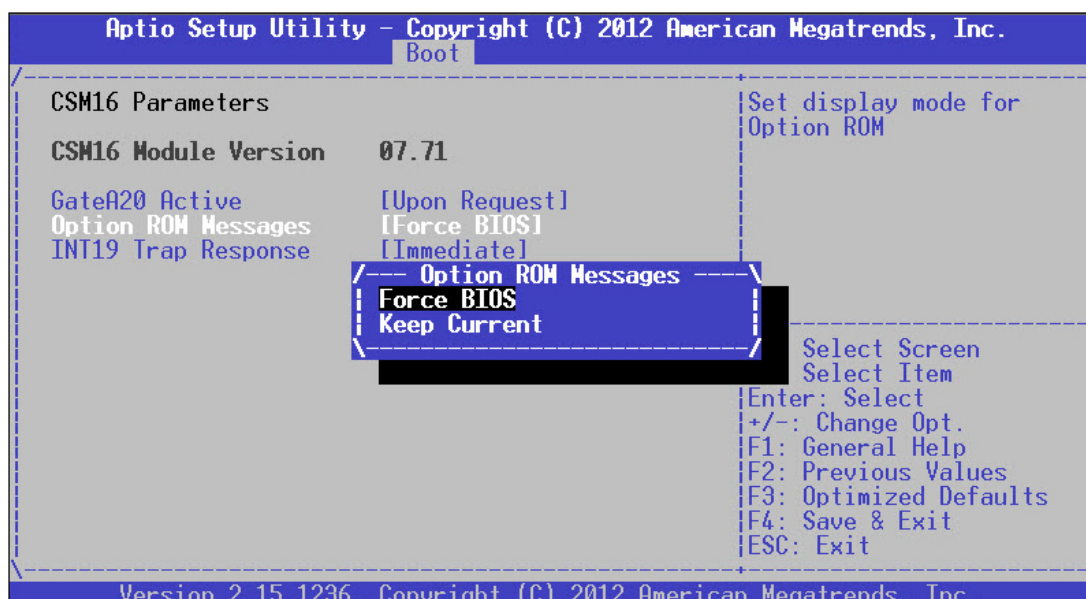 Aptio Setup Utility – Copyright (C) 2012 American Megatrends, Inc.
Boot
CSM16 Parameters
CSM16 Module Version 07.71
GateA20 Active [Upon Request]
Option ROM Messages [Force BIOS]
INT19 Trap Response [Immediate]
Option ROM Messages
Force BIOS
Keep Current
Set display mode for
Option ROM
Select Screen
Select Item
Enter: Select
+/-: Change Opt.
F1: General Help
F2: Previous Values
F3: Optimized Defaults
F4: Save & Exit
ESC: Exit
Version 2.15.1236. Copyright (C) 2012 American Megatrends, Inc.